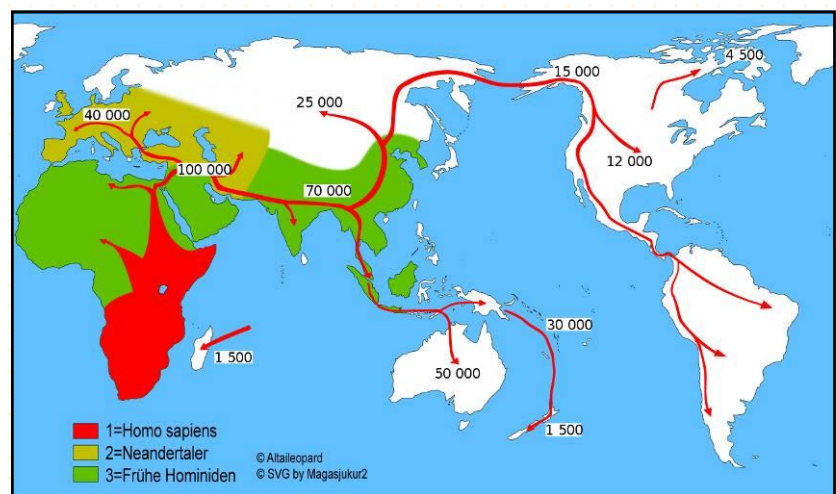 4 500
15 000
25 000
40 000
12 000
100 000
70 000
30 000
1 500
50 000
1 500
1=Homo sapiens
2=Neandertaler
3=Frühe Hominiden
© Altaileopard
© SVG by Magasjukur2